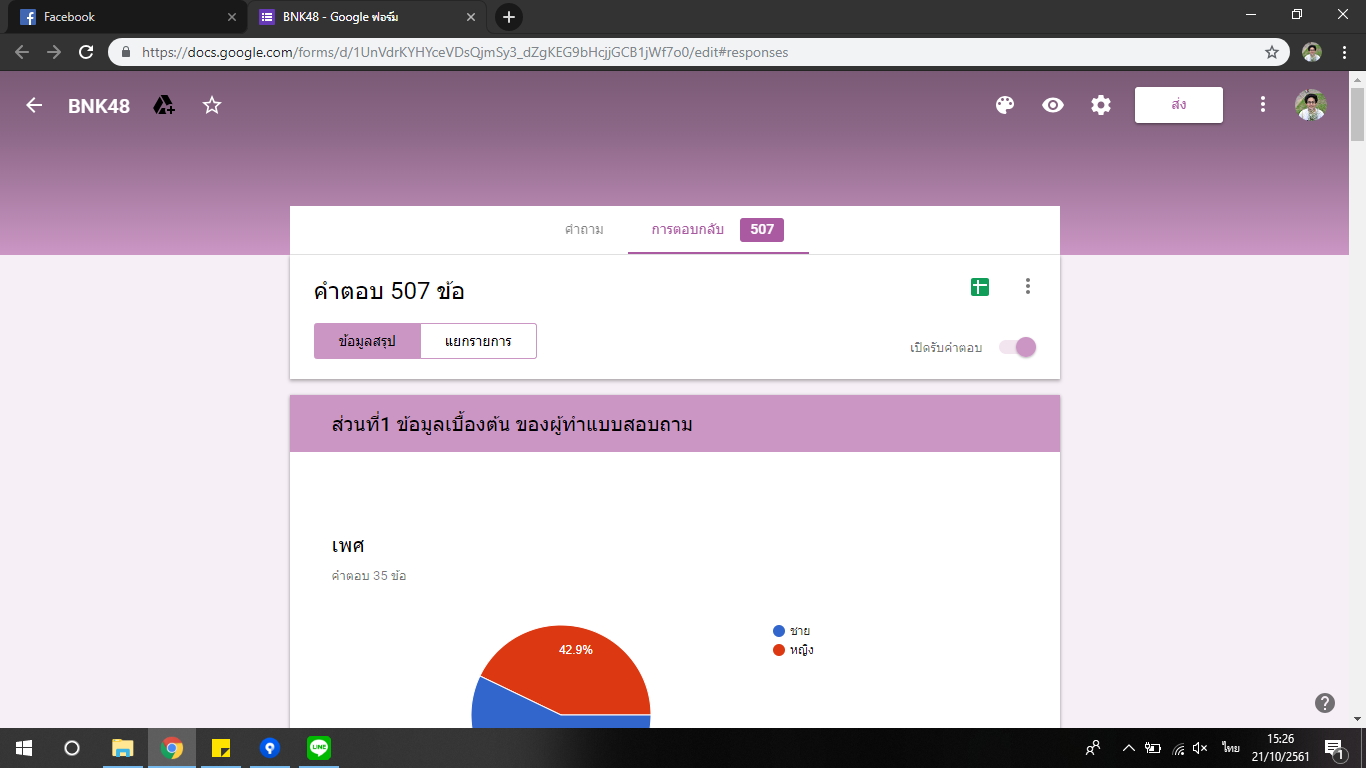 Facebook
BNK48 - Google ฟอร์ม
https://docs.google.com/forms/d/1UnVdrKYHYceVDsQjmSy3_dZgKEG9bHcjjGCB1jWf7o0/edit#responses
BNK48
ส่ง
คำถาม
การตอบกลับ 507
คำตอบ 507 ข้อ
ข้อมูลสรุป
แยกรายการ
เปิดรับคำตอบ
ส่วนที่1 ข้อมูลเบื้องต้น ของผู้ทำแบบสอบถาม
เพศ
คำตอบ 35 ข้อ
42.9%
ชาย
หญิง
LINE
ไทย
15:26
21/10/2561
1